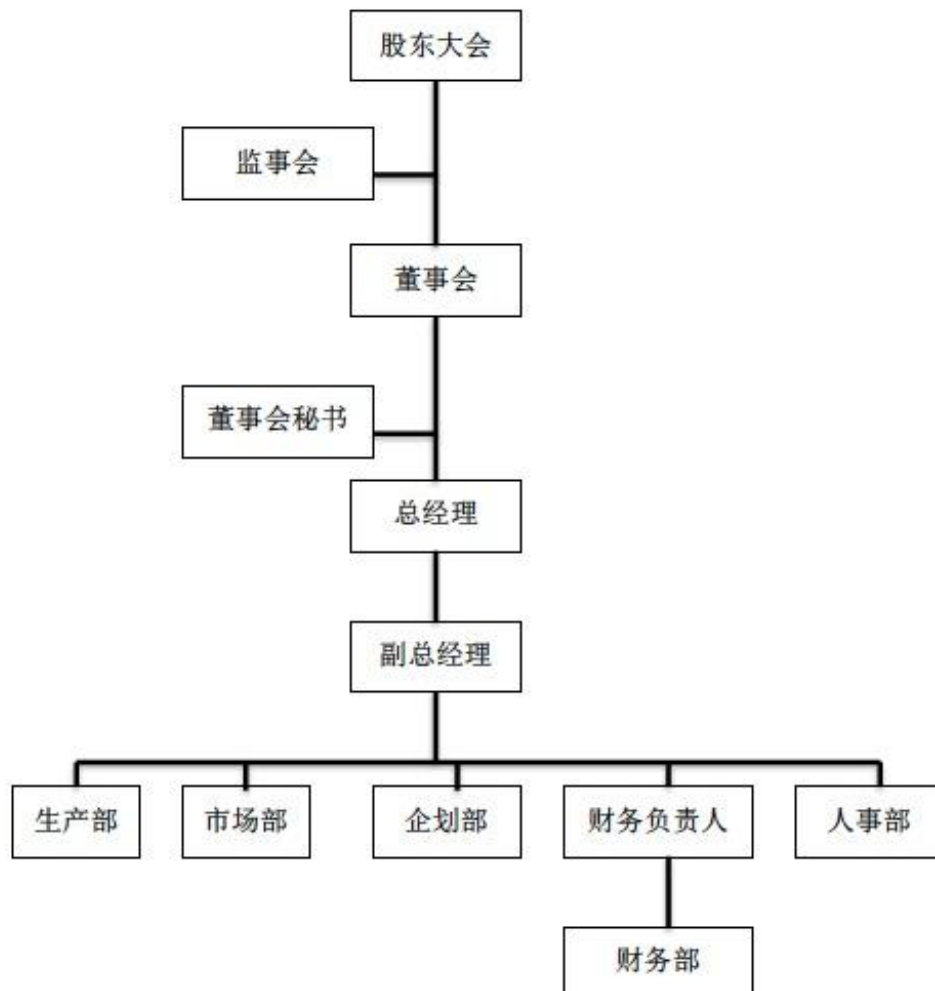 股东大会
监事会
董事会
董事会秘书
总经理
副总经理
生产部
市场部
企划部
财务负责人
人事部
财务部